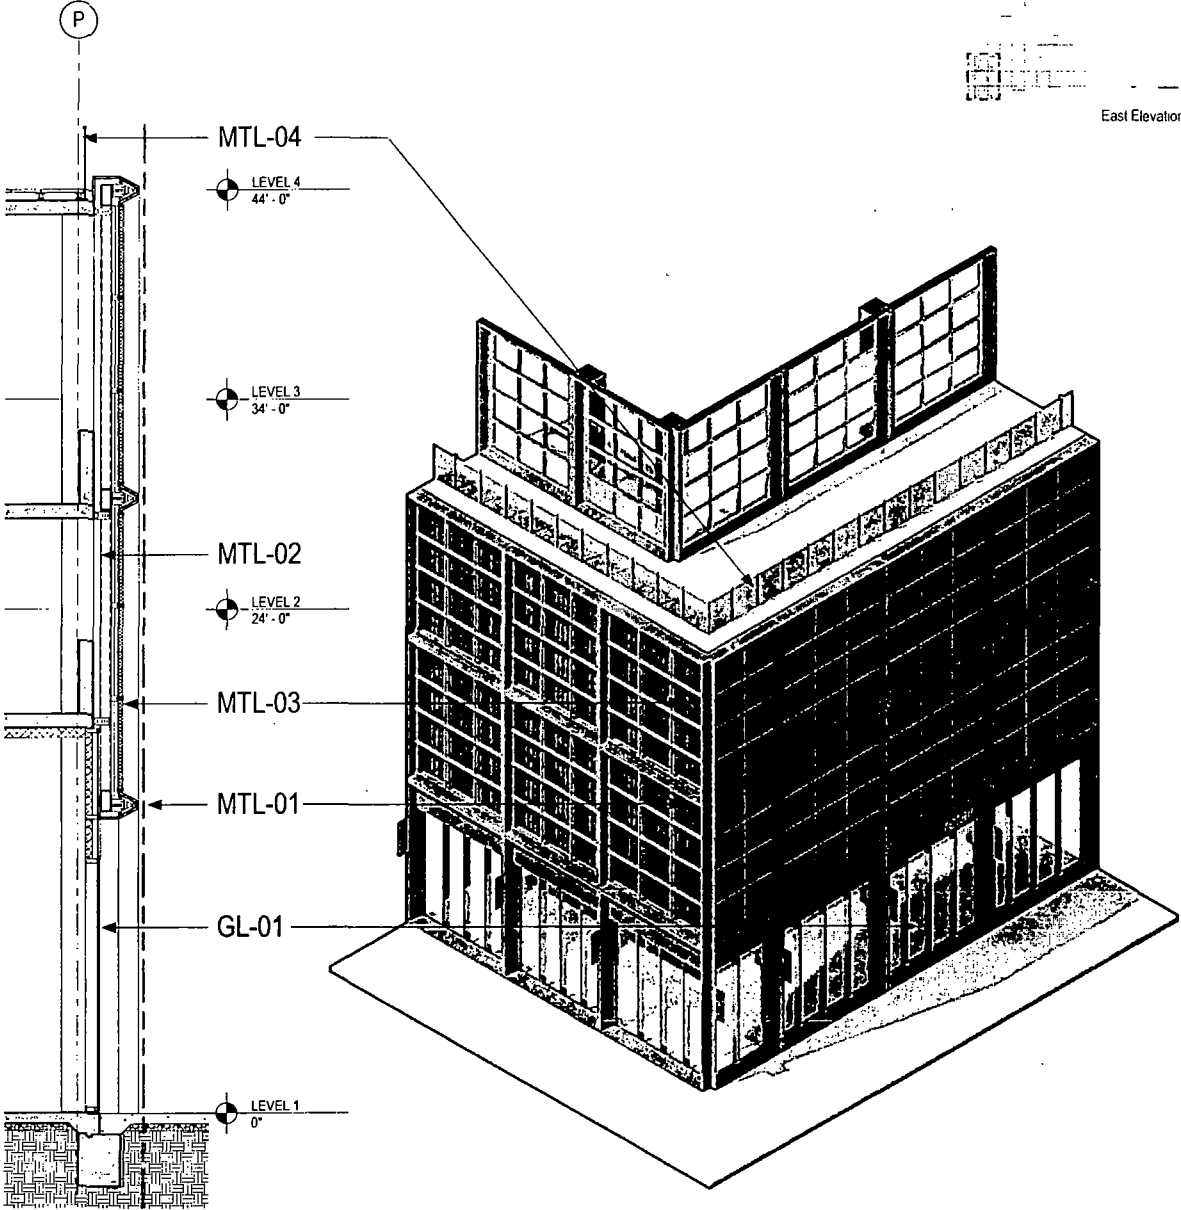 P
East Elevation
MTL-04
LEVEL 4
44' - 0"
LEVEL 3
34' - 0"
MTL-02
LEVEL 2
24' - 0"
MTL-03
MTL-01
GL-01
LEVEL 1
0"